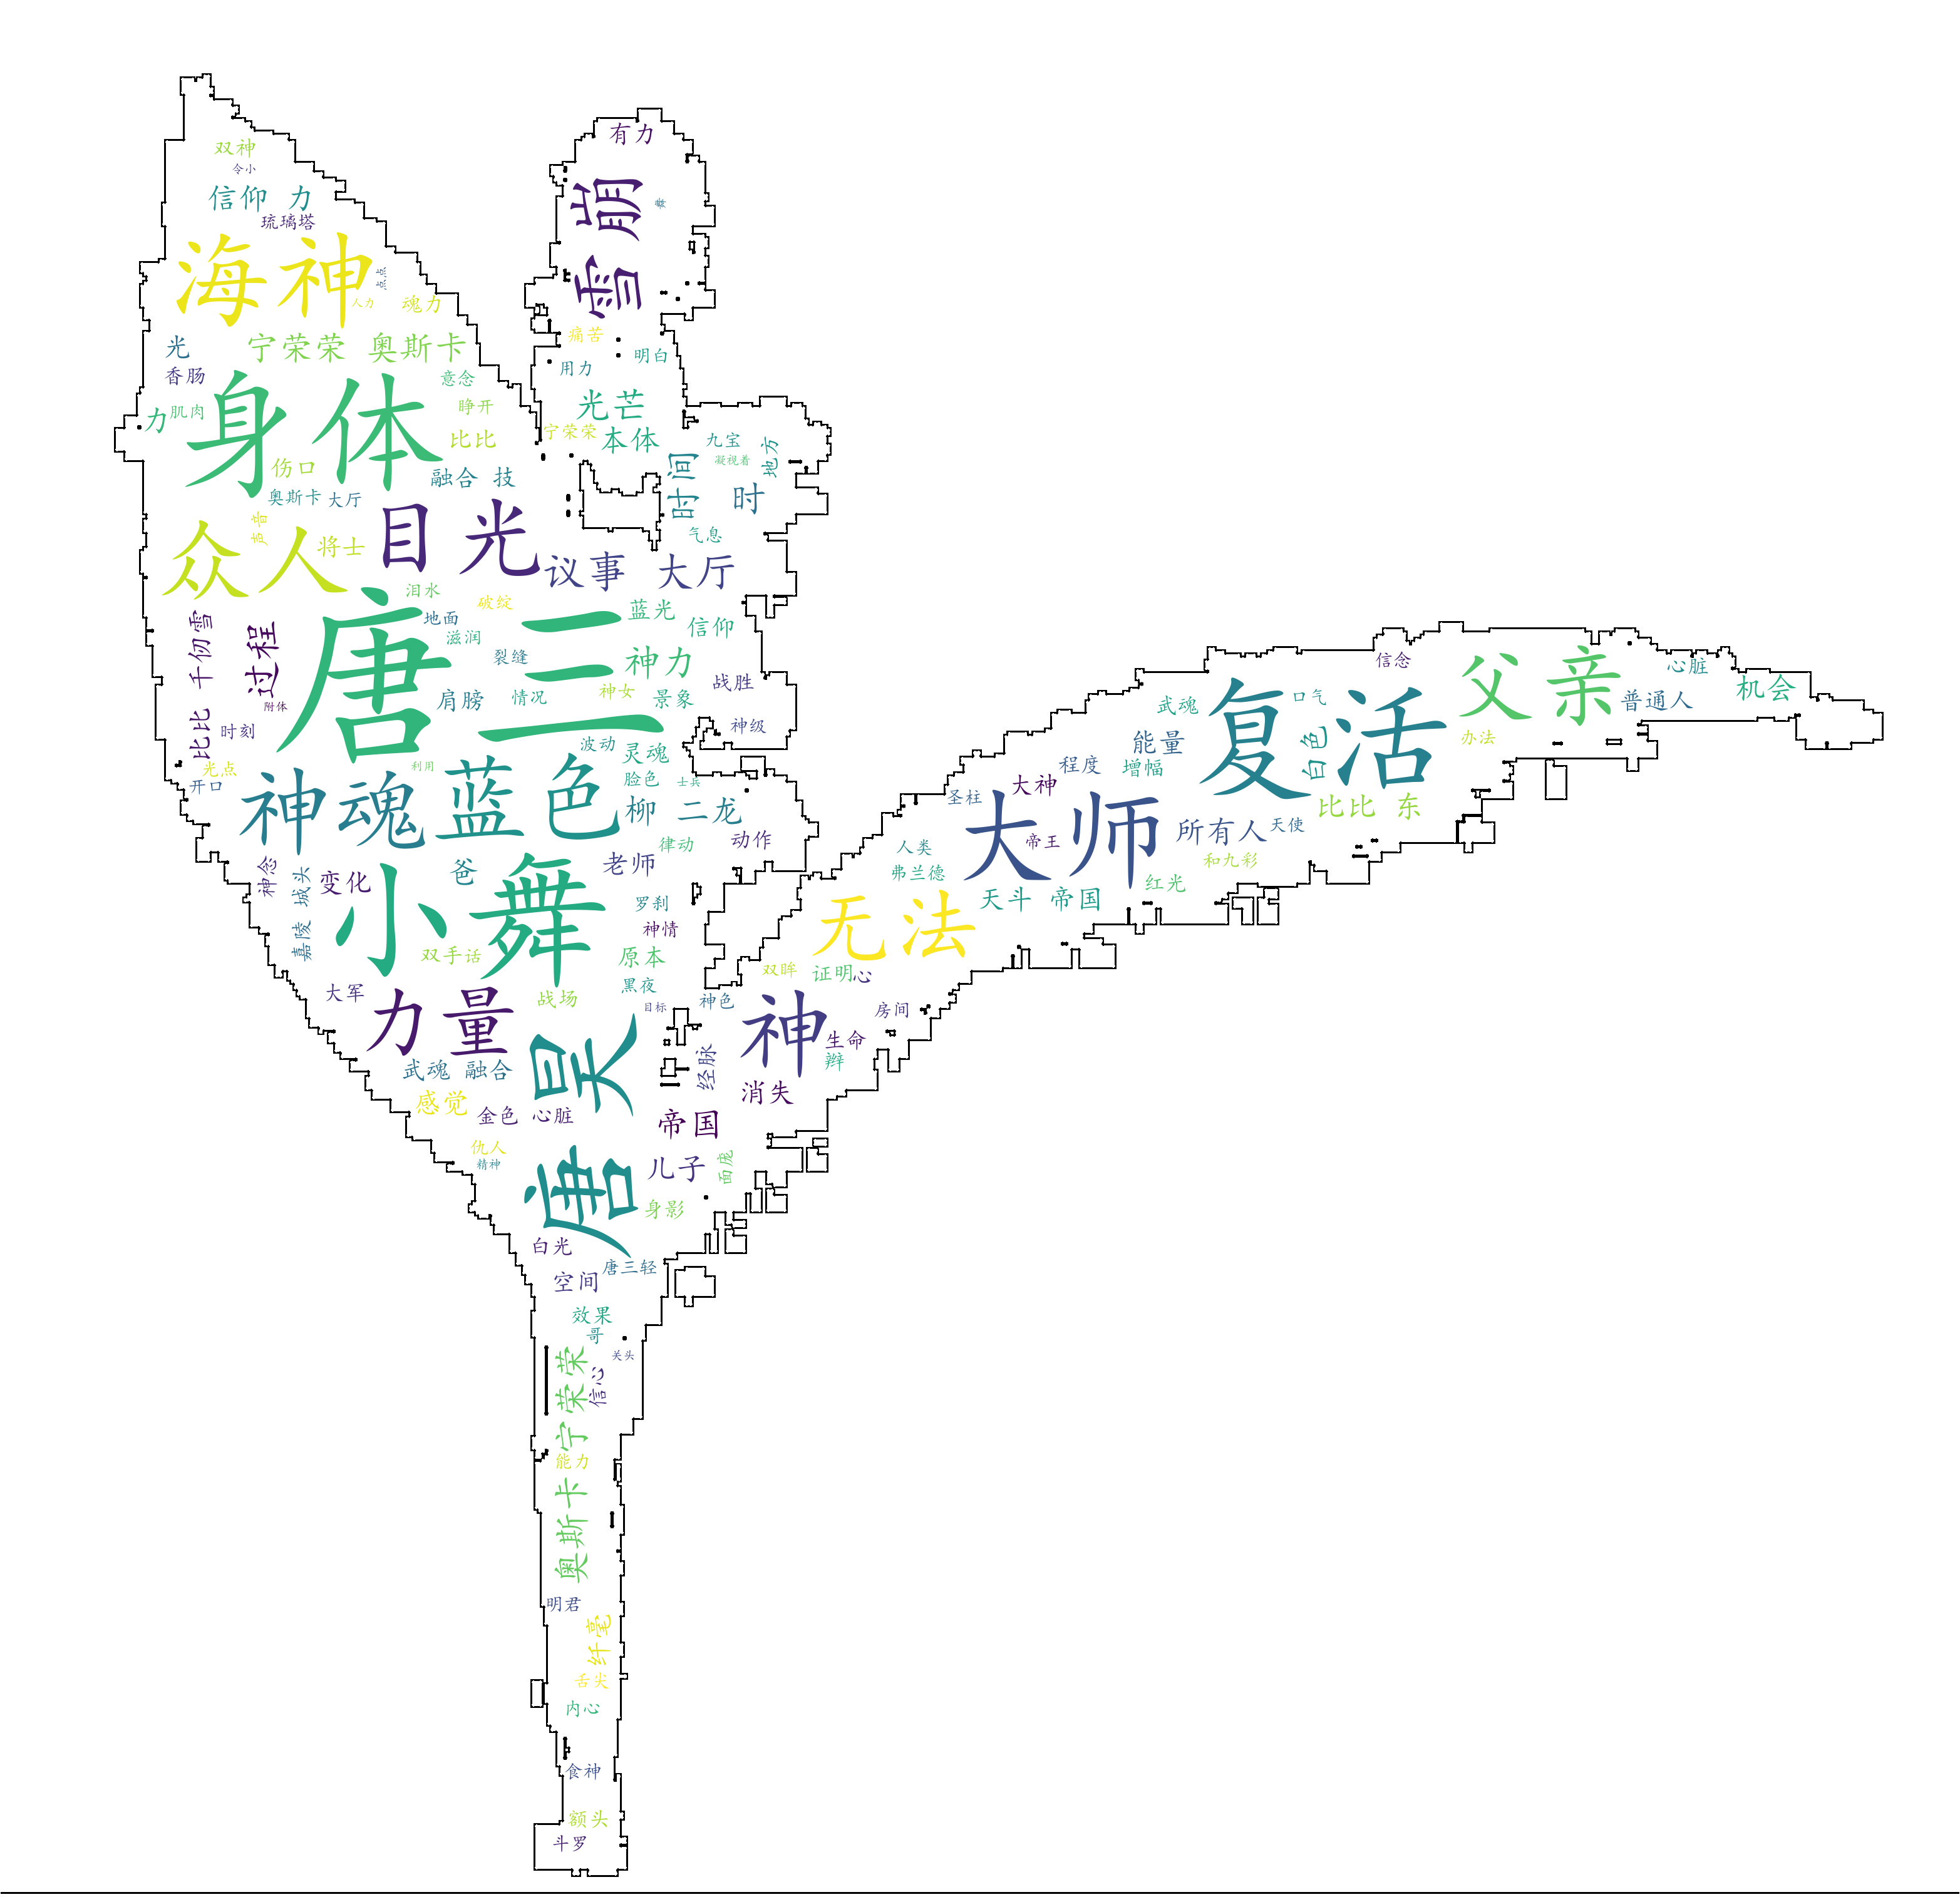 双神
令小
信仰 力
琉璃塔
海神
点点
人力
魂力
光
宁荣荣 奥斯卡
香肠
意念
身体
力
肌肉
睁开
比比
伤口
融合 技
奥斯卡
大厅
声音
众人
将士
目光
议事 大厅
有力
雪崩
痛苦
明白
用力
光芒
宁荣荣
本体
九宝
凝视着
地方
时间
时
气息
泪水
破绽
地面
蓝光
信仰
滋润
唐三
裂缝
神力
千仞雪
过程
肩膀
情况
神女
景象
战胜
附体
比比
时刻
神级
波动
灵魂
光点
利用
脸色
士兵
开口
神魂
蓝色
柳 二龙
律动
动作
神念
嘉陵 城头
变化
爸
老师
小舞
罗刹
神情
双手话
原本
黑夜
大军
战场
目标
神色
力量
唐昊
武魂 融合
经脉
感觉
金色
心脏
帝国
消失
仇人
精神
儿子
面庞
身影
白光
空间
唐三轻
效果
哥
关头
宁荣荣
信心
能力
奥斯卡
明君
纤毫
舌尖
内心
食神
额头
斗罗
信念
父亲
心脏
机会
普通人
办法
武魂
复活
口气
能量
白色
程度
增幅
大神
圣柱
比比 东
大师
帝王
所有人
天使
人类
和九彩
弗兰德
红光
天斗 帝国
无法
双眸
证明
心
神
房间
生命
辫